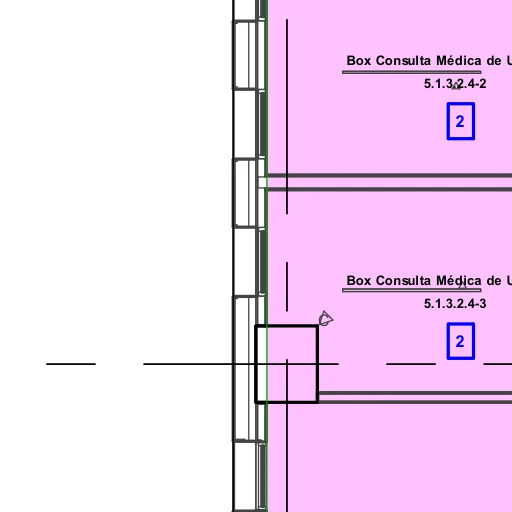 Box Consulta Médica de U
5.1.3.2.4-2
2
Box Consulta Médica de U
5.1.3.2.4-3
2